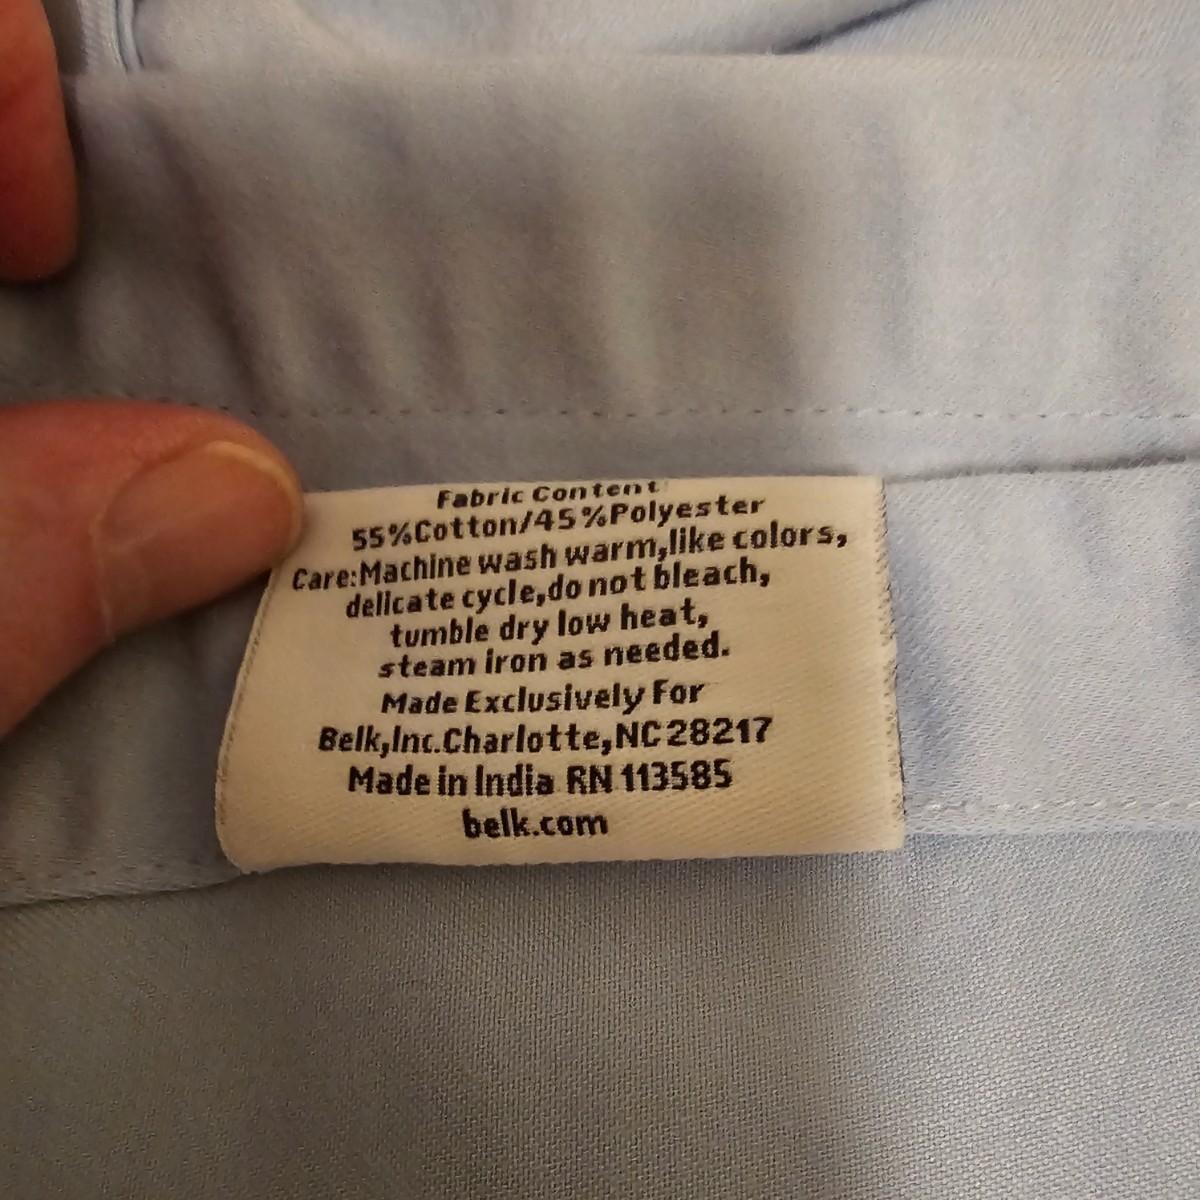 Fabric Content
55%Cotton/45%Polyester
Care:Machine wash warm,like colors,
delicate cycle,do not bleach,
tumble dry low heat,
steam iron as needed.
Made Exclusively For
Belk,Inc.Charlotte,NC 28217
Made in India RN 113585
belk.com